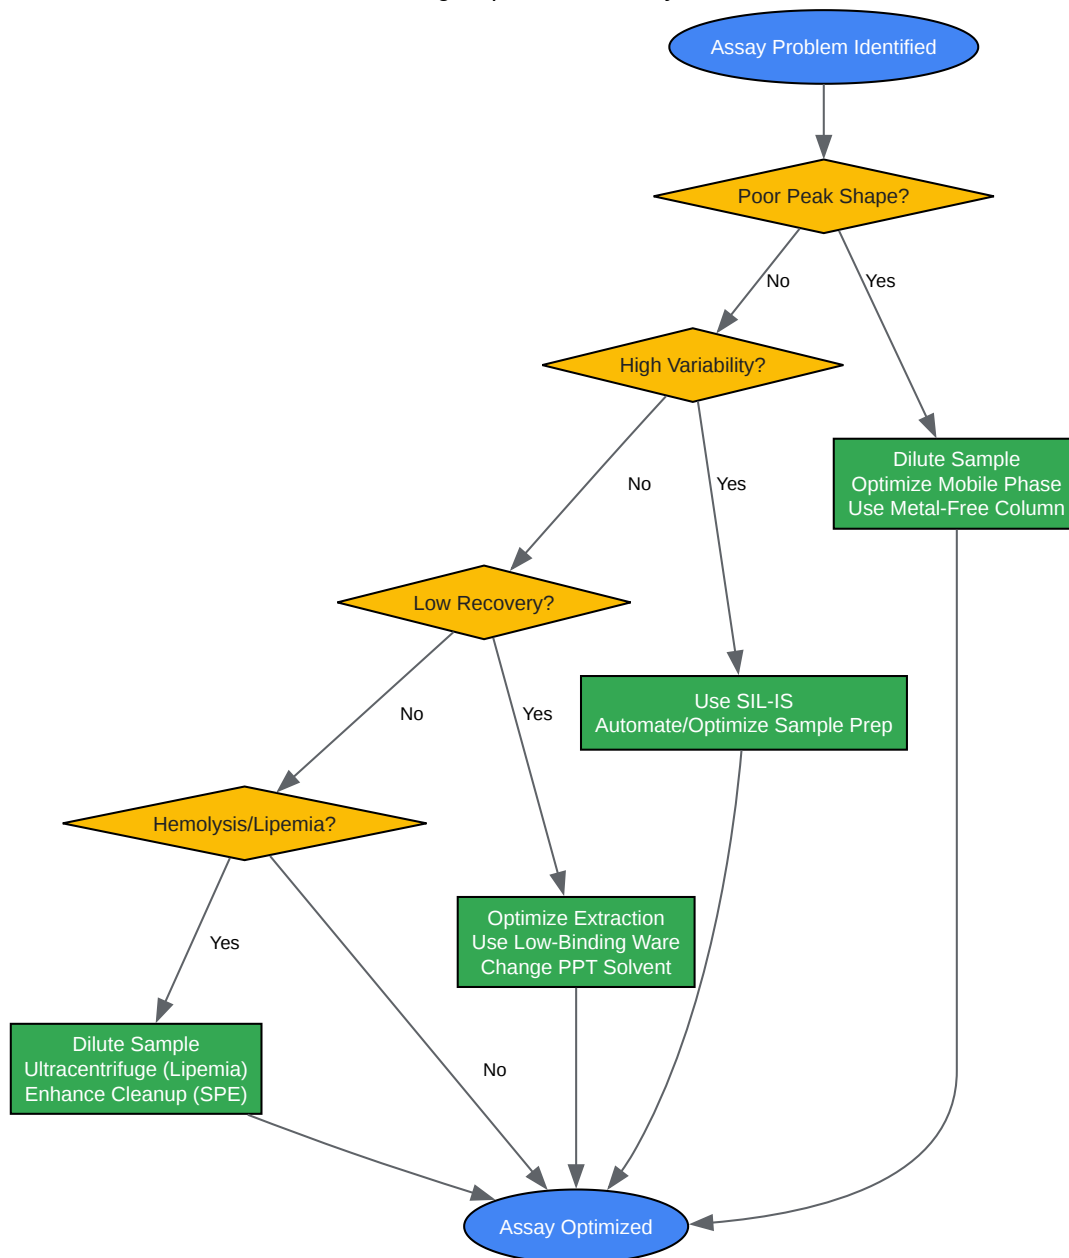 Assay Problem Identified
Poor Peak Shape?
No
Yes
High Variability?
No
Yes
Dilute Sample
Optimize Mobile Phase
Use Metal-Free Column
Low Recovery?
No
Yes
Use SIL-IS
Automate/Optimize Sample Prep
Hemolysis/Lipemia?
Yes
No
Optimize Extraction
Use Low-Binding Ware
Change PPT Solvent
Dilute Sample
Ultracentrifuge (Lipemia)
Enhance Cleanup (SPE)
Assay Optimized